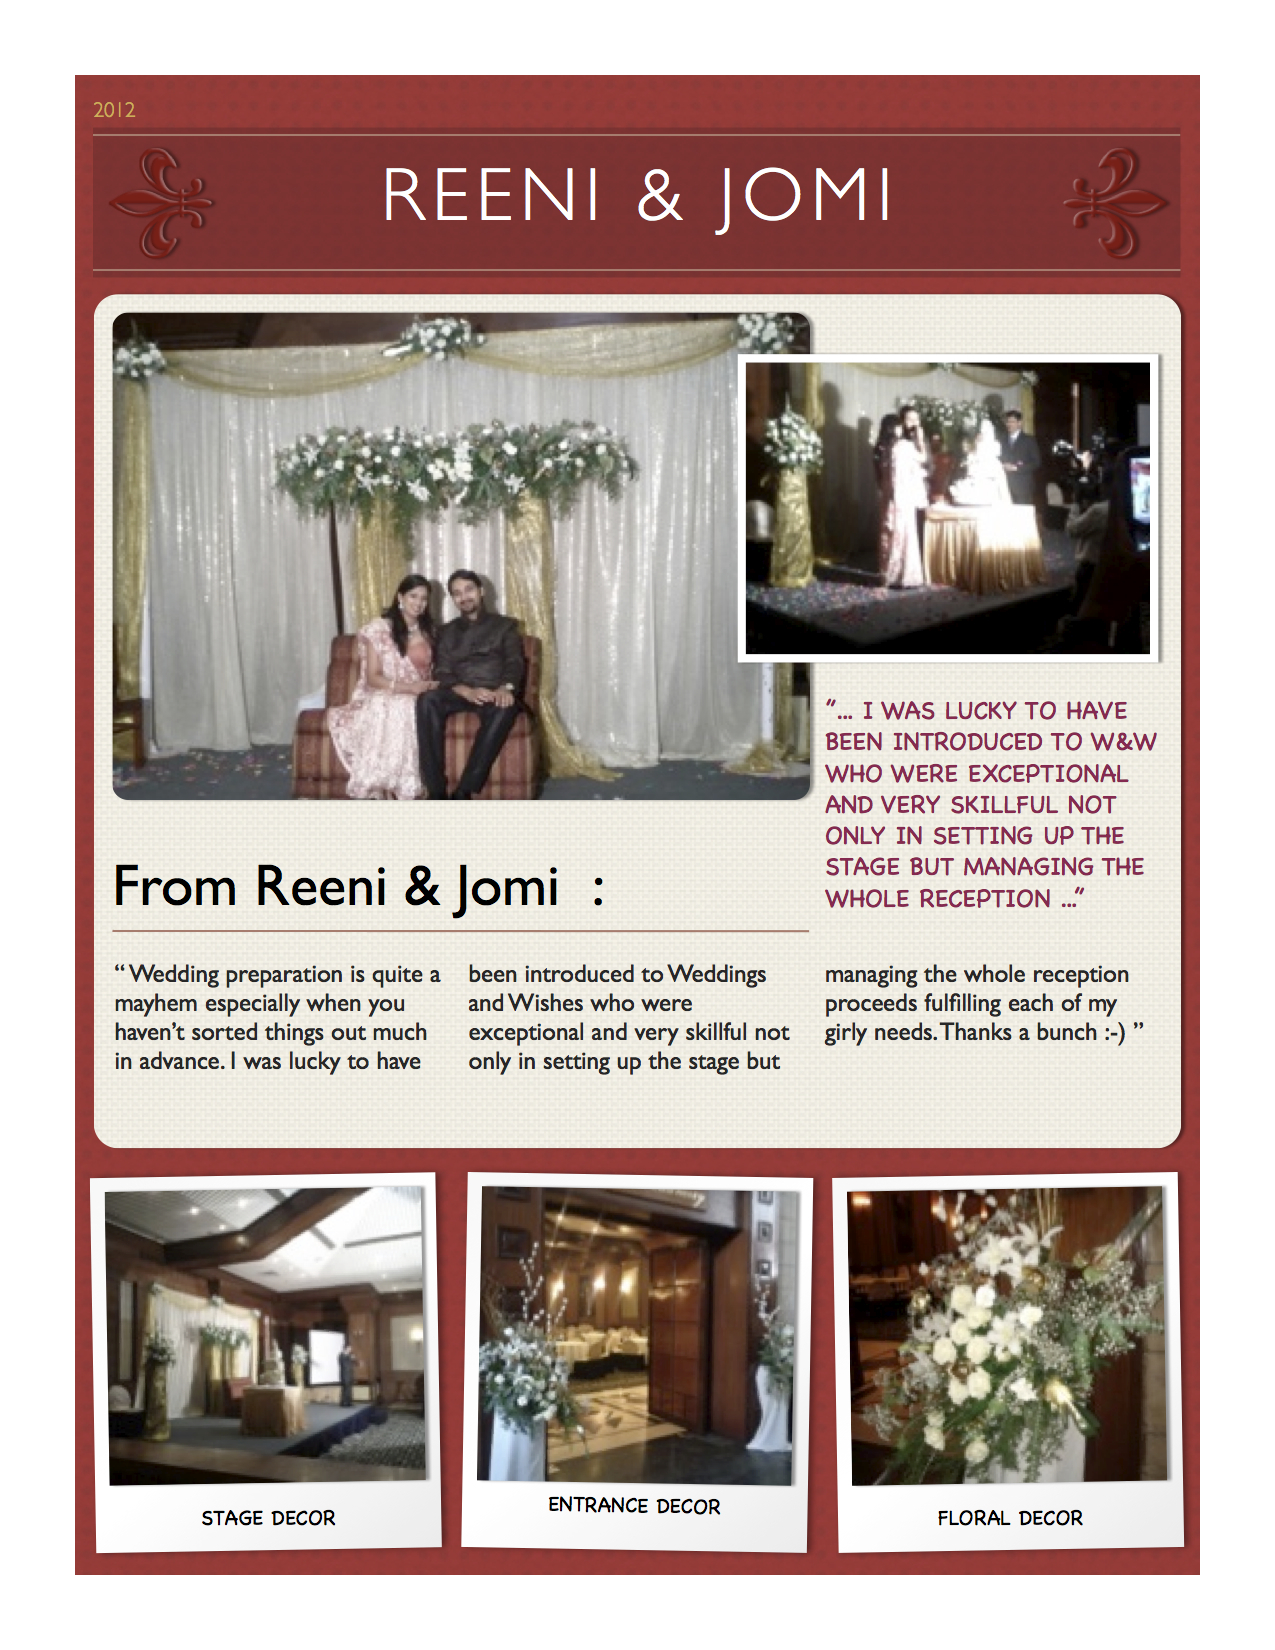 2012
REENI & JOMI
"... I WAS LUCKY TO HAVE
BEEN INTRODUCED TO W&W
WHO WERE EXCEPTIONAL
AND VERY SKILLFUL NOT
ONLY IN SETTING UP THE
STAGE BUT MANAGING THE
WHOLE RECEPTION ..."
From Reeni & Jomi :
“ Wedding preparation is quite a
mayhem especially when you
haven’t sorted things out much
in advance. I was lucky to have
been introduced to Weddings
and Wishes who were
exceptional and very skillful not
only in setting up the stage but
managing the whole reception
proceeds fulfilling each of my
girly needs. Thanks a bunch :-) ”
STAGE DECOR
ENTRANCE DECOR
FLORAL DECOR